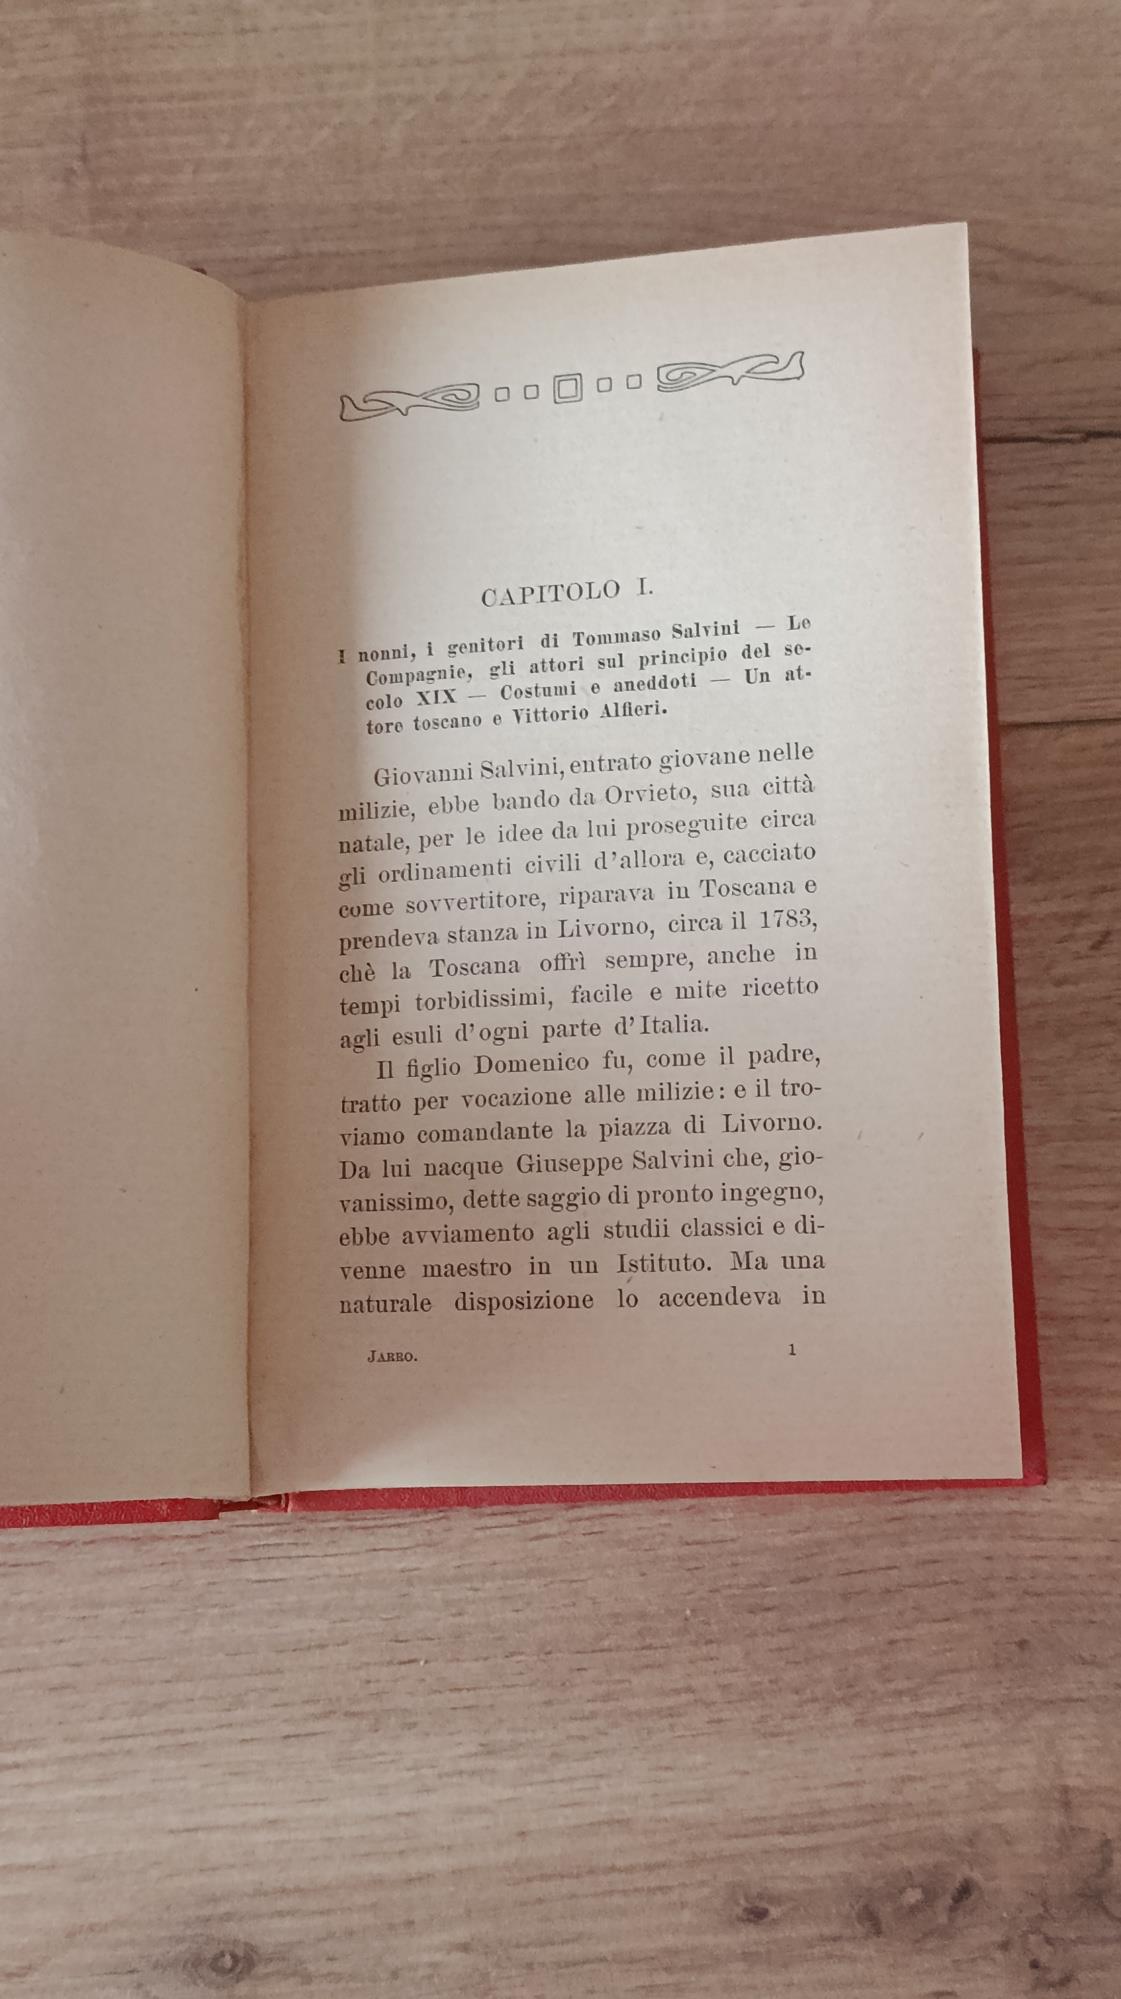 CAPITOLO I.
I nonni, i genitori di Tommaso Salvini — Le
Compagnie, gli attori sul principio del se-
colo XIX — Costumi e aneddoti — Un at-
tore toscano e Vittorio Alfieri.
Giovanni Salvini, entrato giovane nelle
milizie, ebbe bando da Orvieto, sua città
natale, per le idee da lui proseguite circa
gli ordinamenti civili d'allora e, cacciato
come sovvertitore, riparava in Toscana e
prendeva stanza in Livorno, circa il 1783,
chè la Toscana offrì sempre, anche in
tempi torbidissimi, facile e mite ricetto
agli esuli d'ogni parte d'Italia.
Il figlio Domenico fu, come il padre,
tratto per vocazione alle milizie: e il tro-
viamo comandante la piazza di Livorno.
Da lui nacque Giuseppe Salvini che, gio-
vanissimo, dette saggio di pronto ingegno,
ebbe avviamento agli studii classici e di-
venne maestro in un Istituto. Ma una
naturale disposizione lo accendeva in
JARRO. 1